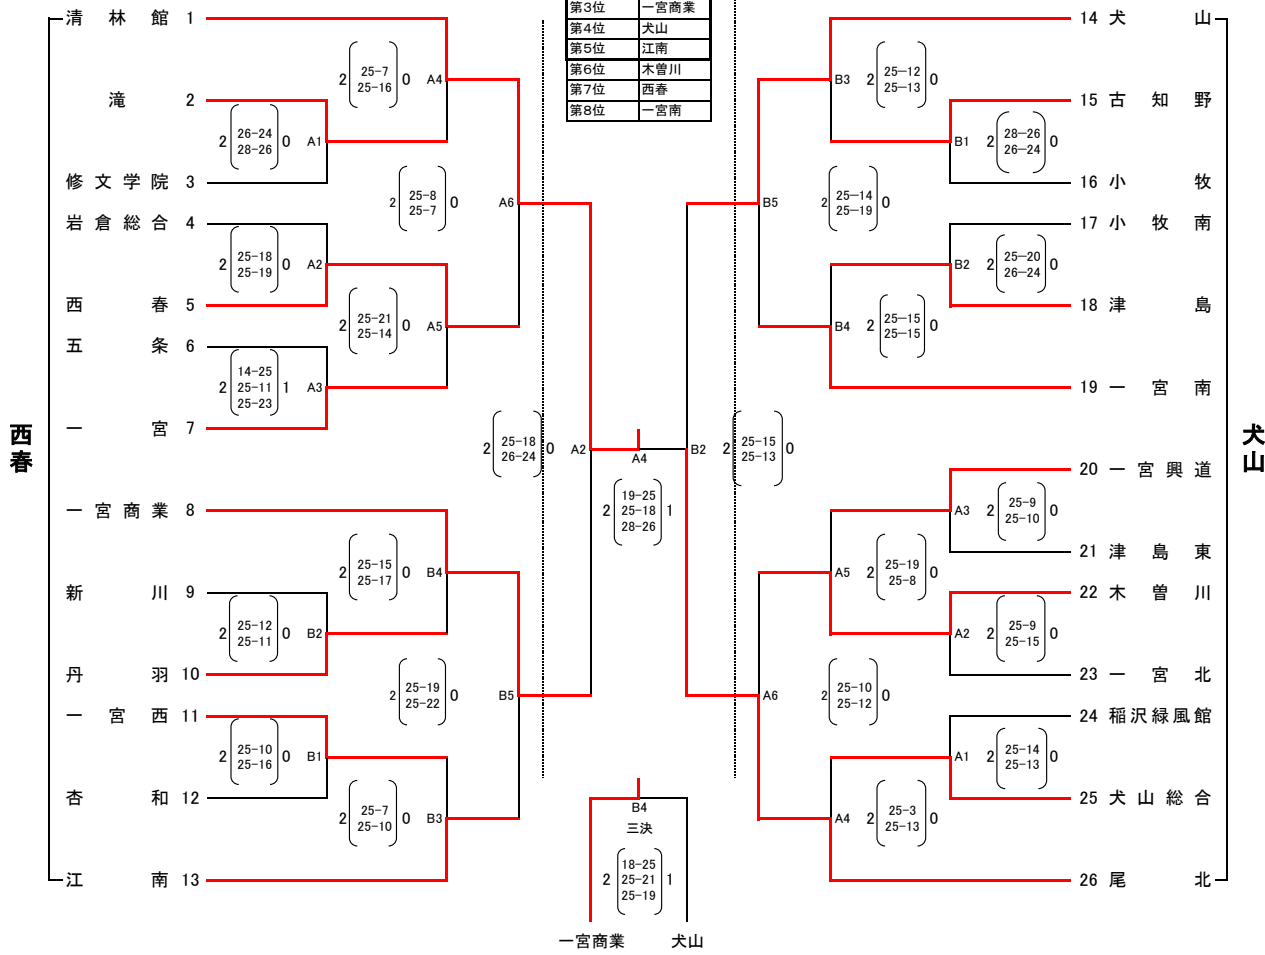 第3位 一宮商業
第4位 犬山
第5位 江南
第6位 木曽川
第7位 西春
第8位 一宮南
西春
清林館 1
滝 2
修文学院 3
岩倉総合 4
西春 5
五条 6
一宮 7
一宮商業 8
新川 9
丹羽 10
一宮西 11
杏和 12
江南 13
2 25-7 0 A4
25-16
2 26-24 0 A1
28-26
2 25-8 0 A6
25-7
2 25-18 0 A2
25-19
2 25-21 0 A5
25-14
2 14-25 1 A3
25-11
25-23
2 25-18 0 A2
26-24
2 25-15 0 B4
25-17
2 25-12 0 B2
25-11
2 25-19 0 B5
25-22
2 25-10 0 B1
25-16
2 25-7 0 B3
25-10
A4
2 19-25 1
25-18
28-26
B4
三決
2 18-25 1
25-21
25-19
一宮商業 犬山
B3 2 25-12 0
25-13
B1 2 28-26 0
26-24
B5 2 25-14 0
25-19
B2 2 25-20 0
26-24
B4 2 25-15 0
25-15
B2 2 25-15 0
25-13
A3 2 25-9 0
25-10
A5 2 25-19 0
25-8
A2 2 25-9 0
25-15
A6 2 25-10 0
25-12
A1 2 25-14 0
25-13
A4 2 25-3 0
25-13
14 犬山
15 古知野
16 小牧
17 小牧南
18 津島
19 一宮南
20 一宮興道
21 津島東
22 木曽川
23 一宮北
24 稲沢緑風館
25 犬山総合
26 尾北
犬山